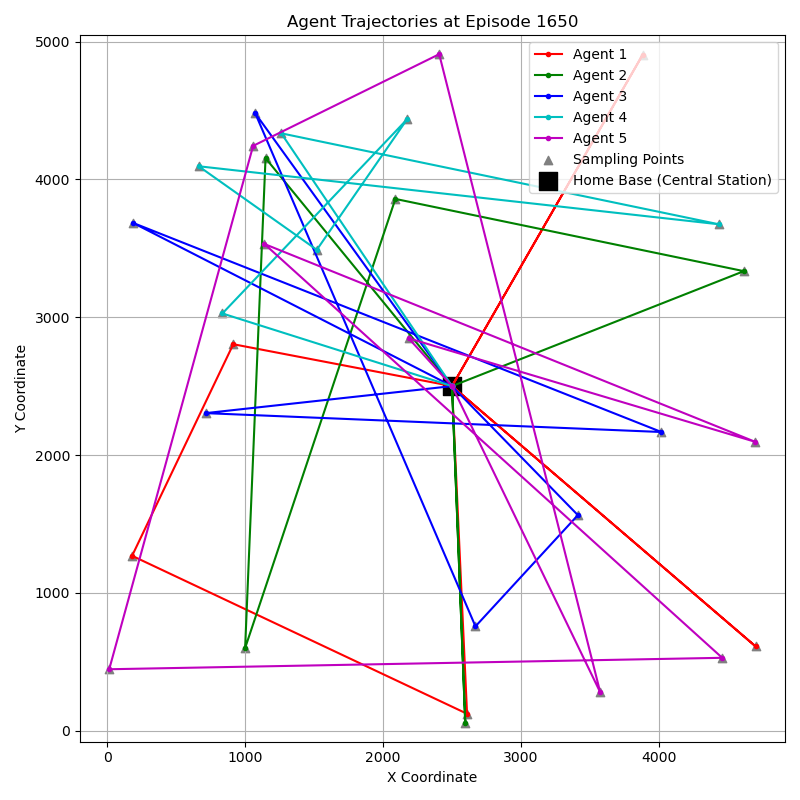 Agent Trajectories at Episode 1650
Y Coordinate
5000
4000
3000
2000
1000
0
Agent 1
Agent 2
Agent 3
Agent 4
Agent 5
Sampling Points
Home Base (Central Station)
0 1000 2000 3000 4000
X Coordinate